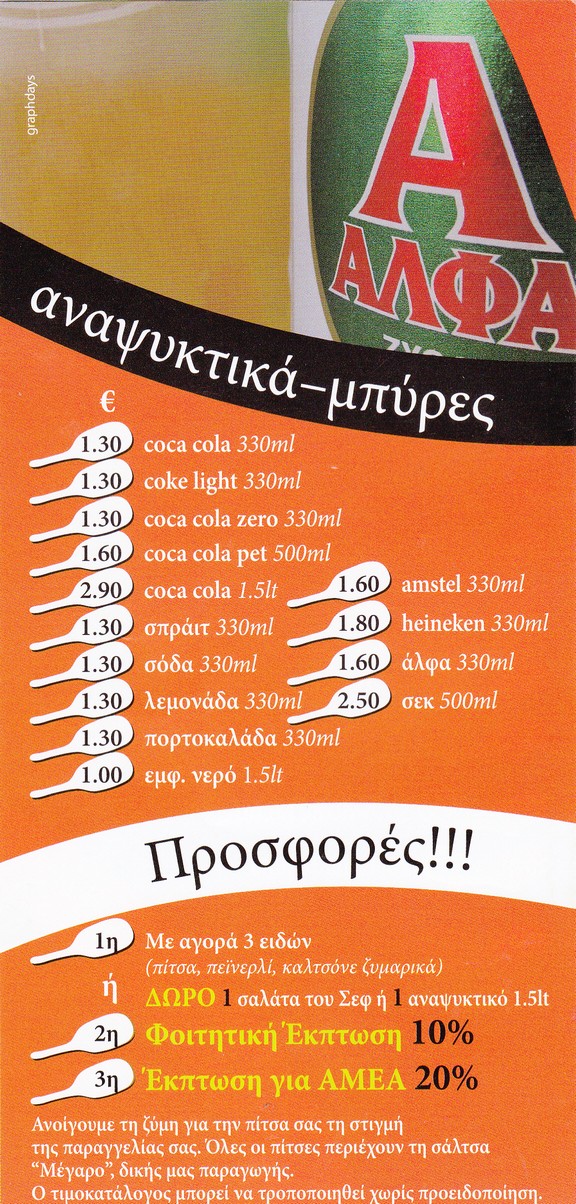 graphdays
Α
ΑΛΦΑ
αναψυκτικά–μπύρες
€
1.30 coca cola 330ml
1.30 coke light 330ml
1.30 coca cola zero 330ml
1.60 coca cola pet 500ml
2.90 coca cola 1.5lt
1.30 σπράιτ 330ml
1.30 σόδα 330ml
1.30 λεμονάδα 330ml
1.30 πορτοκαλάδα 330ml
1.00 εμφ. νερό 1.5lt
1.60 amstel 330ml
1.80 heineken 330ml
1.60 άλφα 330ml
2.50 σεκ 500ml
Προσφορές!!!
1η Με αγορά 3 ειδών
(πίτσα, πεϊνερλί, καλτσόνε ζυμαρικά)
ή ΔΩΡΟ 1 σαλάτα του Σεφ ή 1 αναψυκτικό 1.5lt
2η Φοιτητική Έκπτωση 10%
3η Έκπτωση για ΑΜΕΑ 20%
Ανοίγουμε τη ζύμη για την πίτσα σας τη στιγμή
της παραγγελίας σας. Όλες οι πίτσες περιέχουν τη σάλτσα
“Μέγαρο”, δικής μας παραγωγής.
Ο τιμοκατάλογος μπορεί να τροποποιηθεί χωρίς προειδοποίηση.